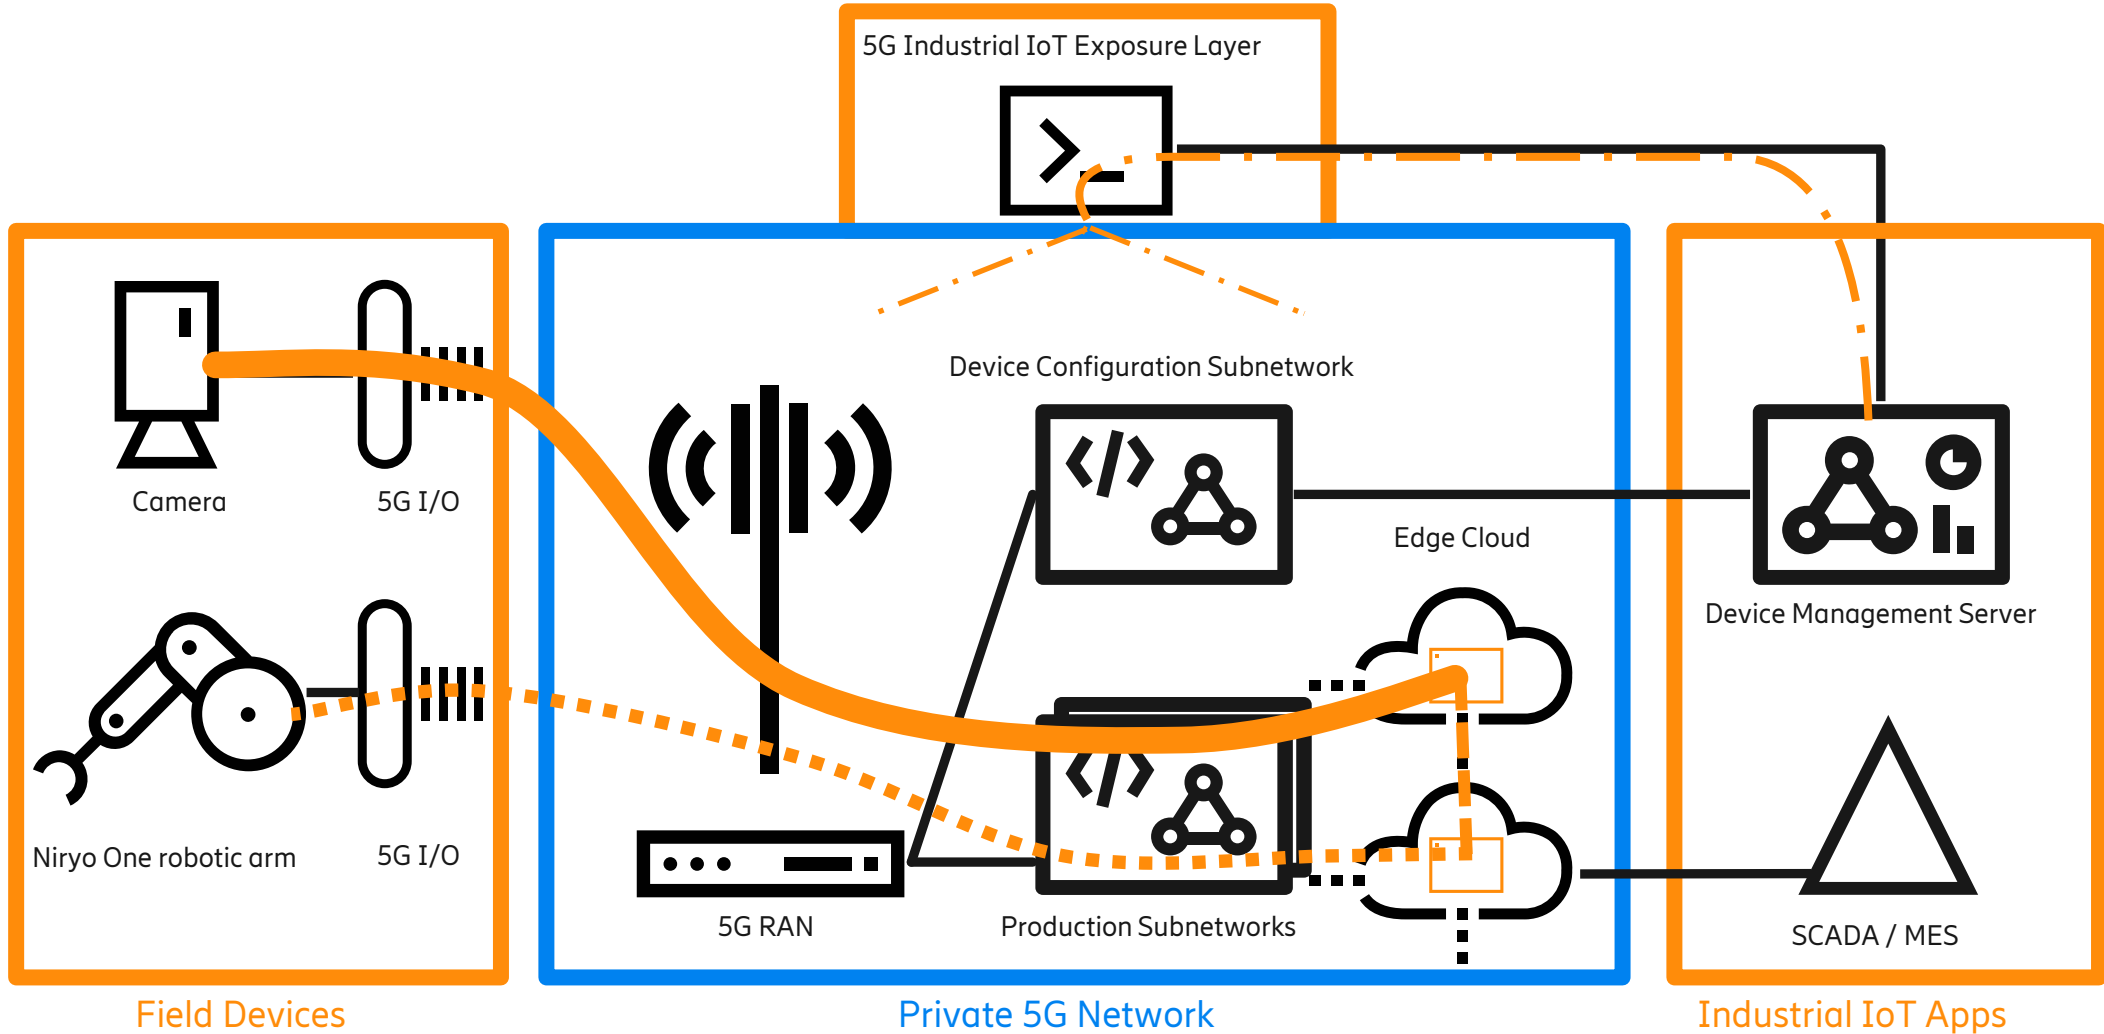 5G Industrial IoT Exposure Layer
Device Configuration Subnetwork
Camera
5G I/O
Edge Cloud
Device Management Server
Niryo One robotic arm
5G I/O
5G RAN
Production Subnetworks
SCADA / MES
Field Devices
Private 5G Network
Industrial IoT Apps